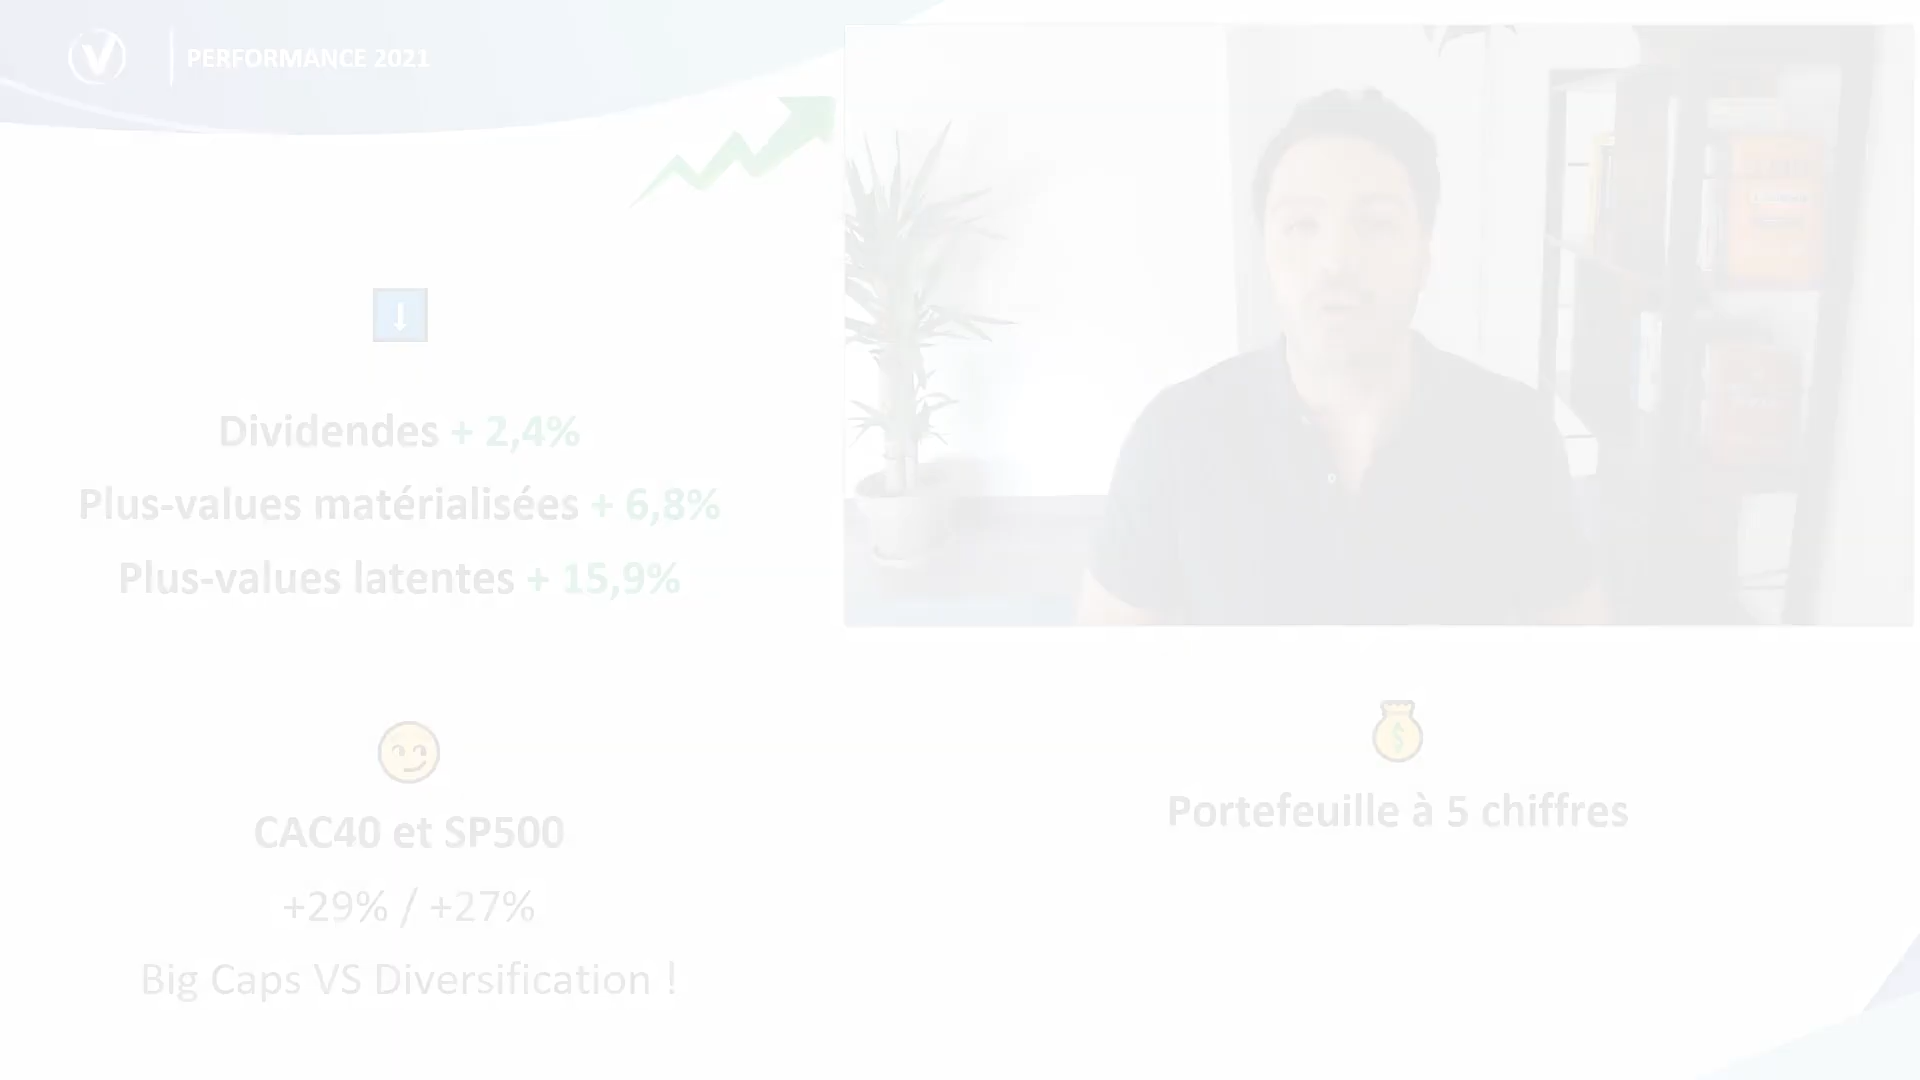 V
PERFORMANCE 2021
Dividendes + 2,4%
Plus-values matérialisées + 6,8%
Plus-values latentes + 15,9%
CAC40 et SP500
+29% / +27%
Big Caps VS Diversification !
$
Portefeuille à 5 chiffres